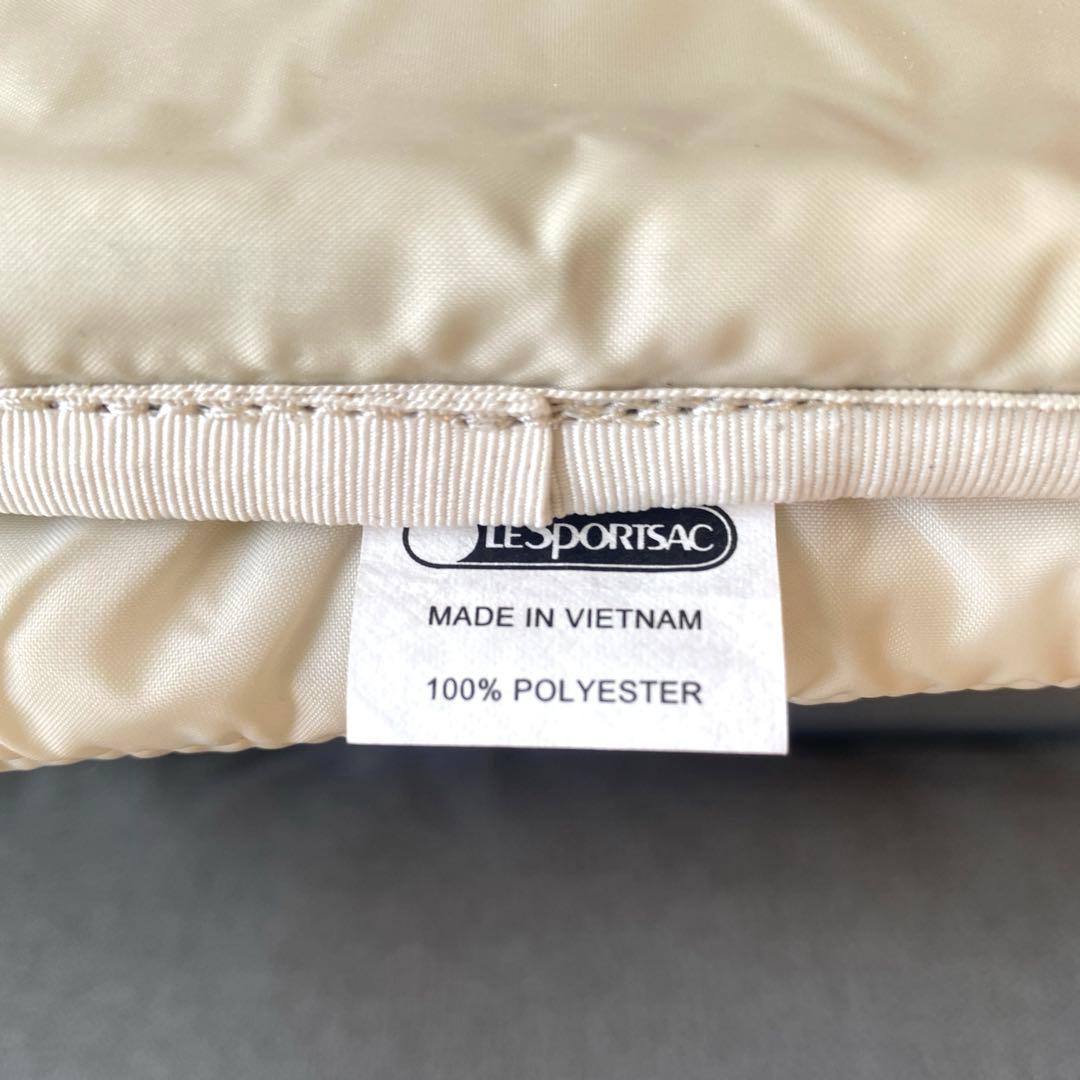 LESPORTSAC
MADE IN VIETNAM
100% POLYESTER